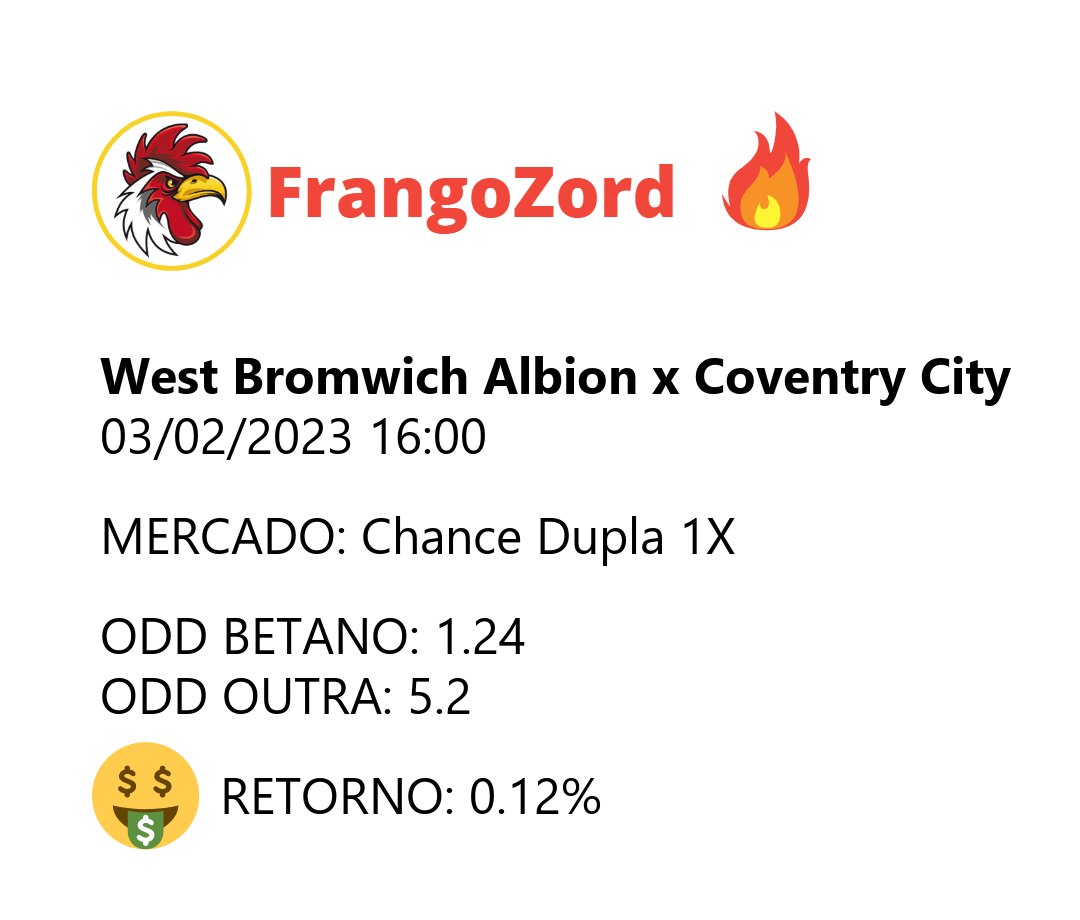 FrangoZord
West Bromwich Albion x Coventry City
03/02/2023 16:00
MERCADO: Chance Dupla 1X
ODD BETANO: 1.24
ODD OUTRA: 5.2
RETORNO: 0.12%